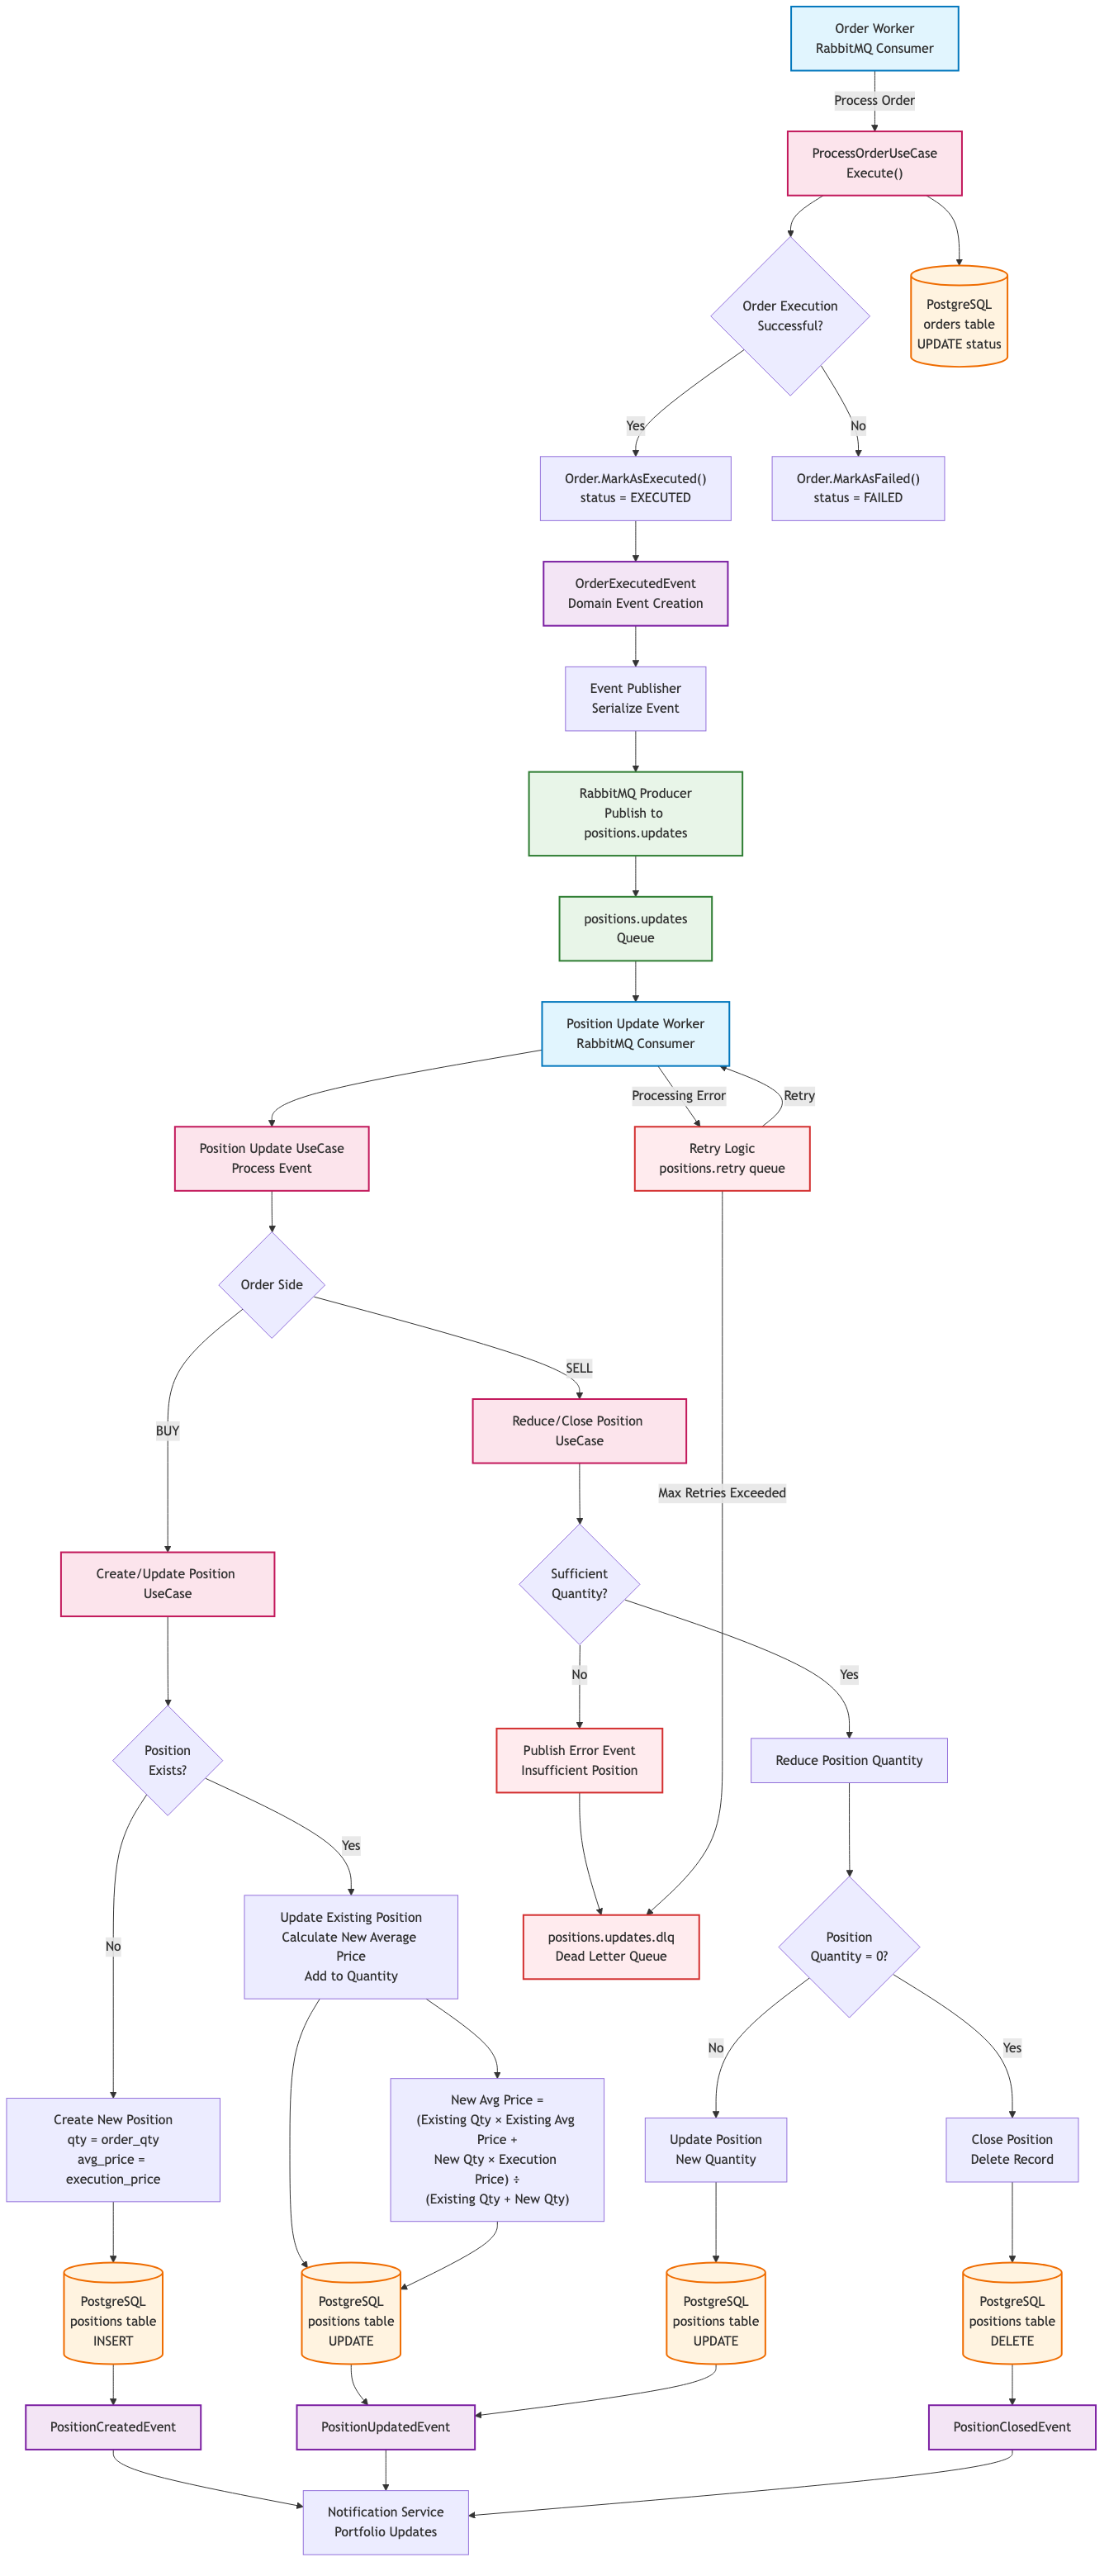 Order Worker
RabbitMQ Consumer
Process Order
ProcessOrderUseCase
Execute()
Order Execution
Successful?
PostgreSQL
orders table
UPDATE status
Yes
No
Order.MarkAsExecuted()
status = EXECUTED
Order.MarkAsFailed()
status = FAILED
OrderExecutedEvent
Domain Event Creation
Event Publisher
Serialize Event
RabbitMQ Producer
Publish to
positions.updates
positions.updates
Queue
Position Update Worker
RabbitMQ Consumer
Processing Error
Retry
Position Update UseCase
Process Event
Retry Logic
positions.retry queue
Order Side
SELL
BUY
Reduce/Close Position
UseCase
Max Retries Exceeded
Create/Update Position
UseCase
Sufficient
Quantity?
No
Yes
Position
Exists?
Publish Error Event
Insufficient Position
Reduce Position Quantity
Yes
No
Update Existing Position
Calculate New Average
Price
Add to Quantity
positions.updates.dlq
Dead Letter Queue
Position
Quantity = 0?
No
Yes
Create New Position
qty = order_qty
avg_price =
execution_price
New Avg Price =
(Existing Qty × Existing Avg
Price +
New Qty × Execution
Price) ÷
(Existing Qty + New Qty)
Update Position
New Quantity
Close Position
Delete Record
PostgreSQL
positions table
INSERT
PostgreSQL
positions table
UPDATE
PostgreSQL
positions table
UPDATE
PostgreSQL
positions table
DELETE
PositionCreatedEvent
PositionUpdatedEvent
PositionClosedEvent
Notification Service
Portfolio Updates